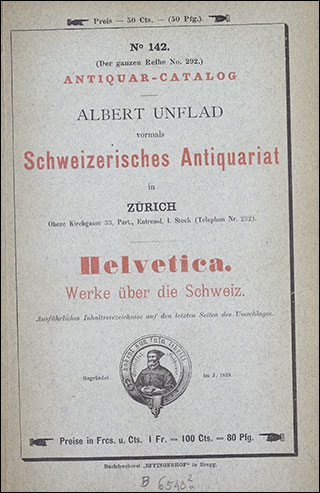 Preis — 50 Cts. — (50 Pfg.).
No 142.
(Der ganzen Reihe No. 292.)
ANTIQUAR-CATALOG
ALBERT UNFLAD
vormals
Schweizerisches Antiquariat
in
ZÜRICH
Obere Kirchgasse 33, Part., Entresol, I. Stock (Telephon Nr. 232).
Helvetica.
Werke über die Schweiz.
Ausführliches Inhaltsverzeichniss auf den letzten Seiten des Umschlages.
Gegründet im J.
Preise in Frcs. u. Cts. 1 Fr. — 100 Cts. — 80 Pfg.
Buchdruckerei "EFFINGERHOF" in Brugg.
B 6540